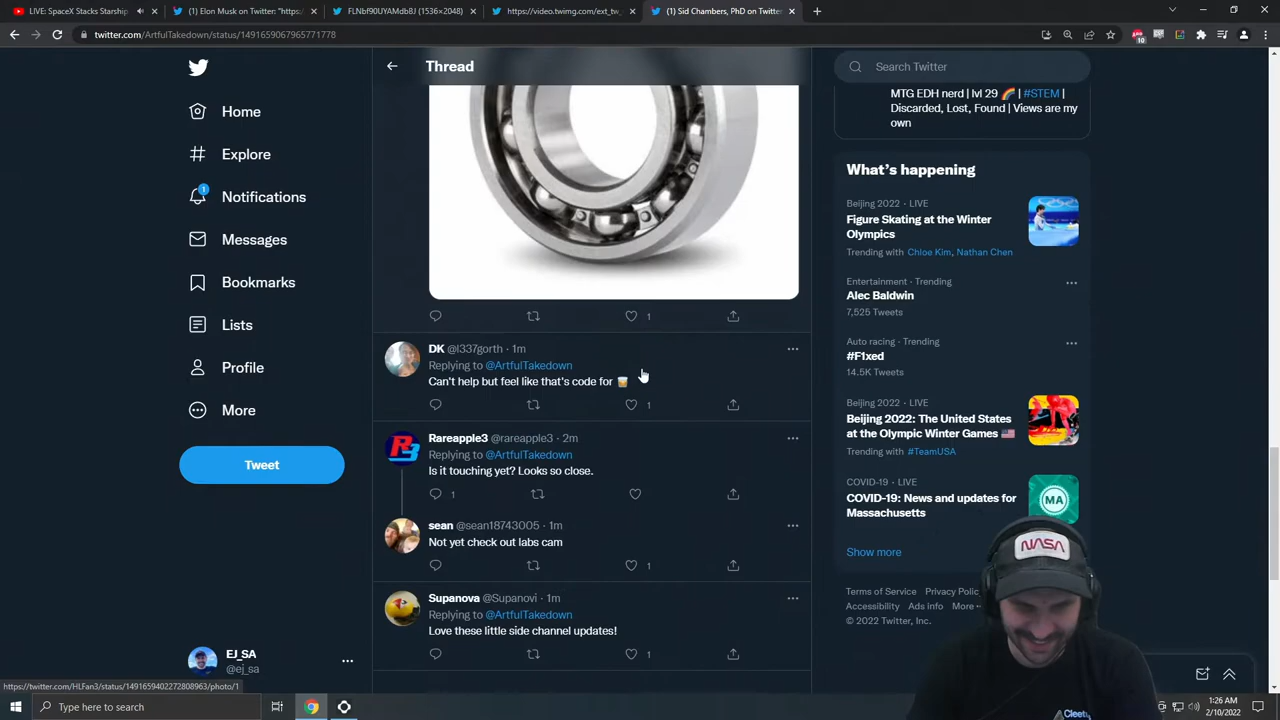 LIVE: SpaceX Stacks Starship
(1) Elon Musk on Twitter: "https:/
FLNbf90UYAMdbBJ (1536×2048)
https://video.twimg.com/ext_tw
(1) Sid Chambers, PhD on Twitter
twitter.com/ArtfulTakedown/status/1491659067965771778
10
Thread
Search Twitter
Home
Explore
1
Notifications
Messages
Bookmarks
Lists
Profile
More
Tweet
EJ_SA
@ej_sa
1
DK @l337gorth · 1m
Replying to @ArtfulTakedown
Can't help but feel like that's code for
1
Rareapple3 @rareapple3 · 2m
Replying to @ArtfulTakedown
Is it touching yet? Looks so close.
1
sean @sean18743005 · 1m
Not yet check out labs cam
1
Supanova @Supanovi · 1m
Replying to @ArtfulTakedown
Love these little side channel updates!
1
MTG EDH nerd | lvl 29 🌈 | #STEM |
Discarded, Lost, Found | Views are my
own
What's happening
Beijing 2022 · LIVE
Figure Skating at the Winter
Olympics
Trending with Chloe Kim, Nathan Chen
Entertainment · Trending
Alec Baldwin
7,525 Tweets
Auto racing · Trending
#F1xed
14.5K Tweets
Beijing 2022 · LIVE
Beijing 2022: The United States
at the Olympic Winter Games
Trending with #TeamUSA
COVID-19 · LIVE
COVID-19: News and updates for
Massachusetts
MA
Show more
Terms of Service Privacy Polic
Accessibility Ads info More
© 2022 Twitter, Inc.
NASA
https://twitter.com/HLFan3/status/1491659402272808963/photo/1
Type here to search
1:26 AM
2/10/2022